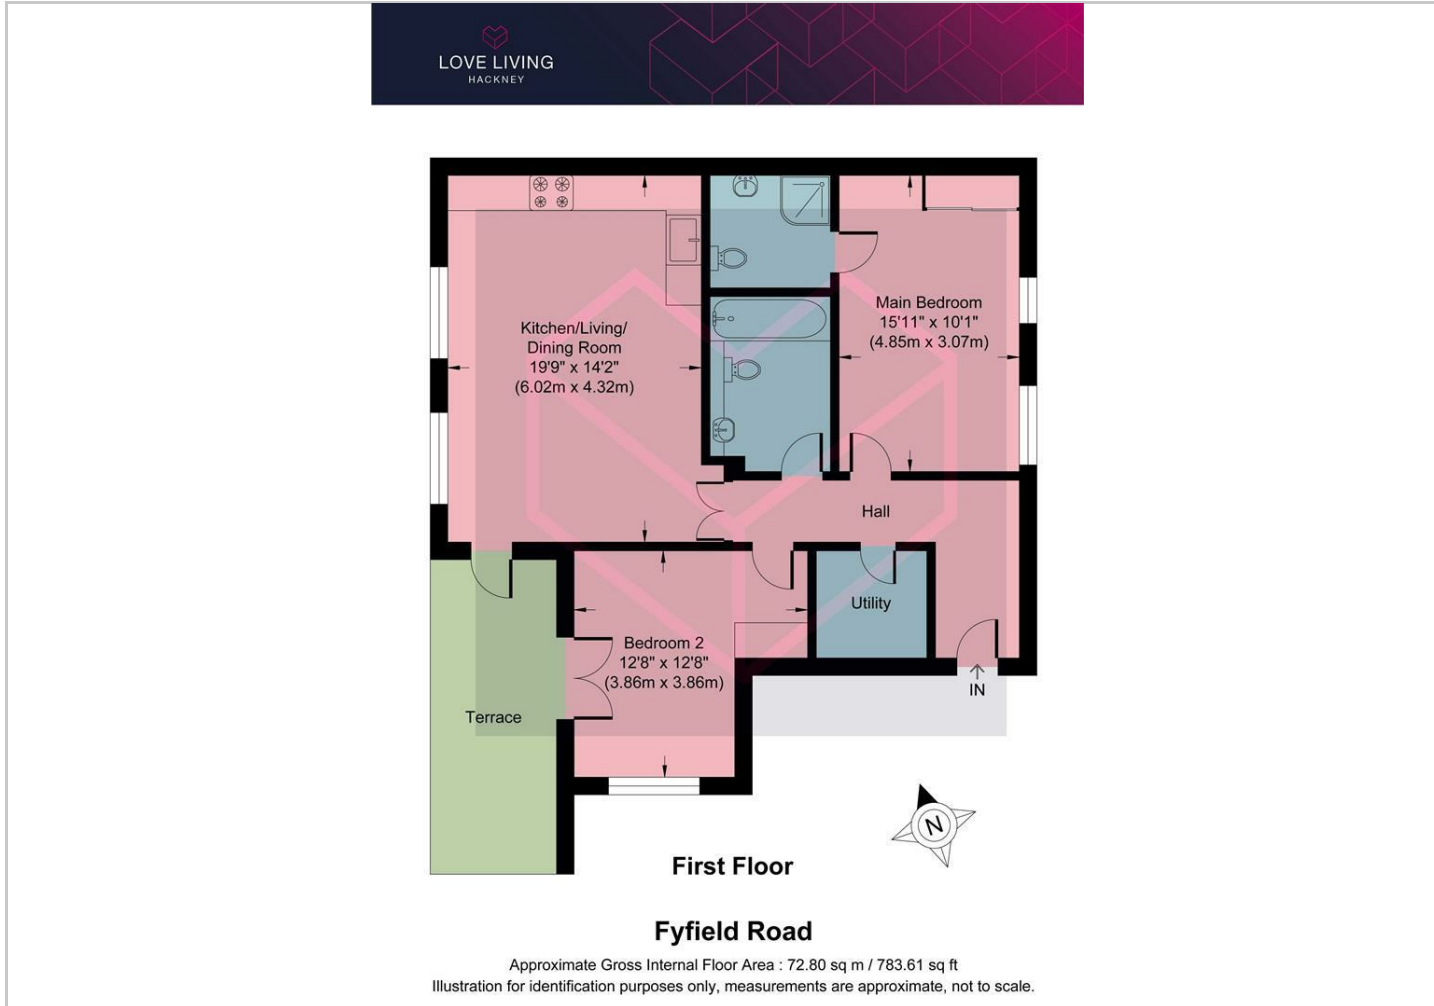 LOVE LIVING
HACKNEY
Kitchen/Living/
Dining Room
19'9" x 14'2"
(6.02m x 4.32m)
Main Bedroom
15'11" x 10'1"
(4.85m x 3.07m)
Hall
Utility
Bedroom 2
12'8" x 12'8"
(3.86m x 3.86m)
Terrace
IN
N
First Floor
Fyfield Road
Approximate Gross Internal Floor Area : 72.80 sq m / 783.61 sq ft
Illustration for identification purposes only, measurements are approximate, not to scale.